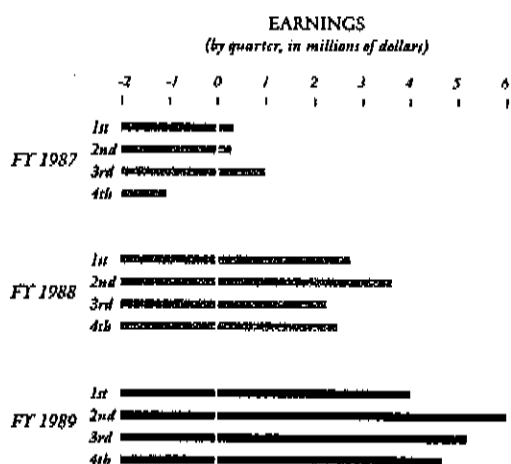 EARNINGS
(by quarter, in millions of dollars)
-2 -1 0 1 2 3 4 5 6
FY 1987
1st
2nd
3rd
4th
FY 1988
1st
2nd
3rd
4th
FY 1989
1st
2nd
3rd
4th